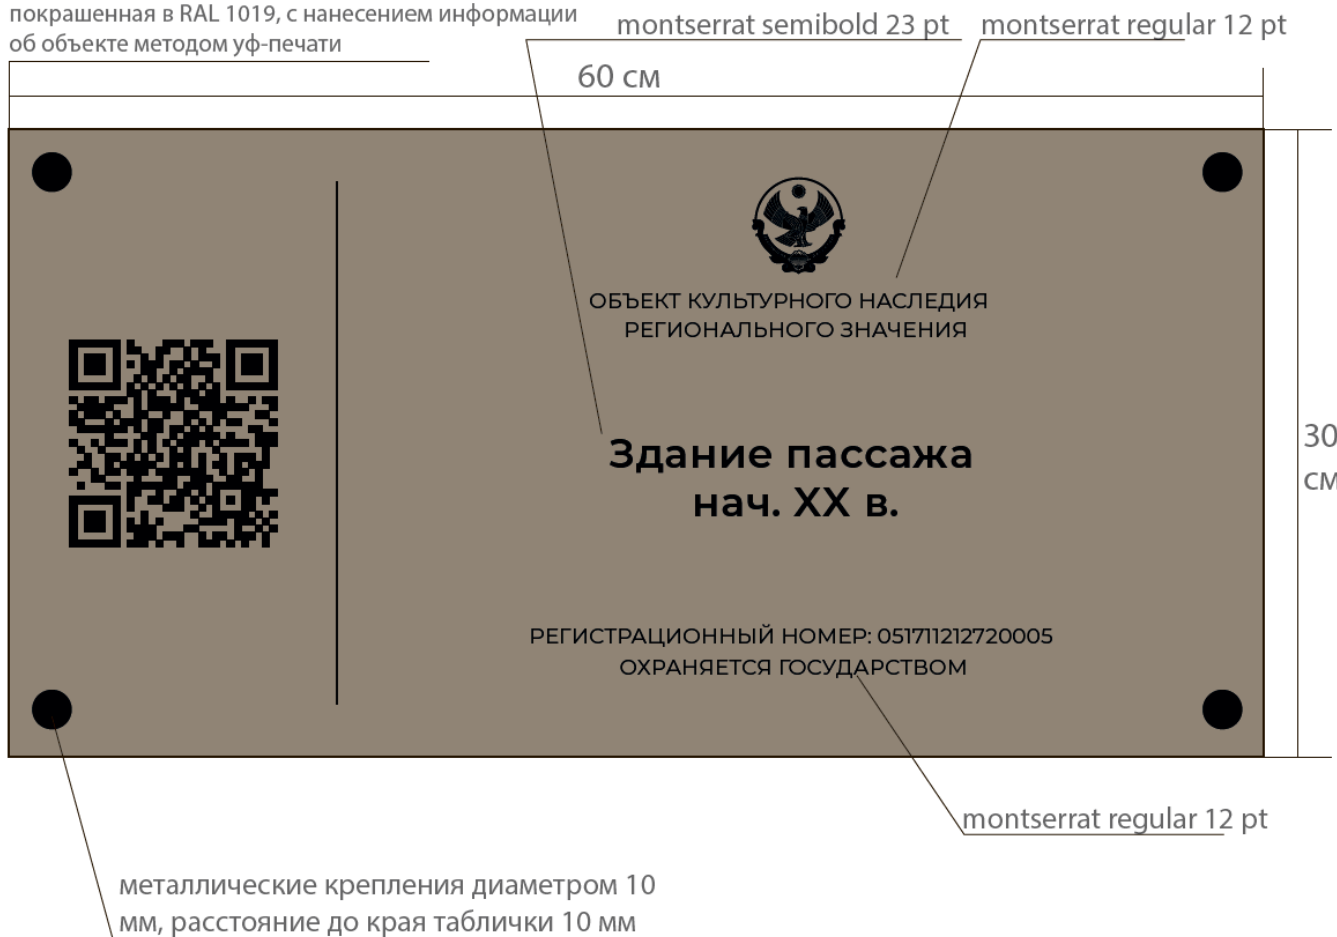 покрашенная в RAL 1019, с нанесением информации
об объекте методом уф-печати
montserrat semibold 23 pt
montserrat regular 12 pt
60 см
ОБЪЕКТ КУЛЬТУРНОГО НАСЛЕДИЯ
РЕГИОНАЛЬНОГО ЗНАЧЕНИЯ
30
см
Здание пассажа
нач. XX в.
РЕГИСТРАЦИОННЫЙ НОМЕР: 051711212720005
ОХРАНЯЕТСЯ ГОСУДАРСТВОМ
montserrat regular 12 pt
металлические крепления диаметром 10
мм, расстояние до края таблички 10 мм